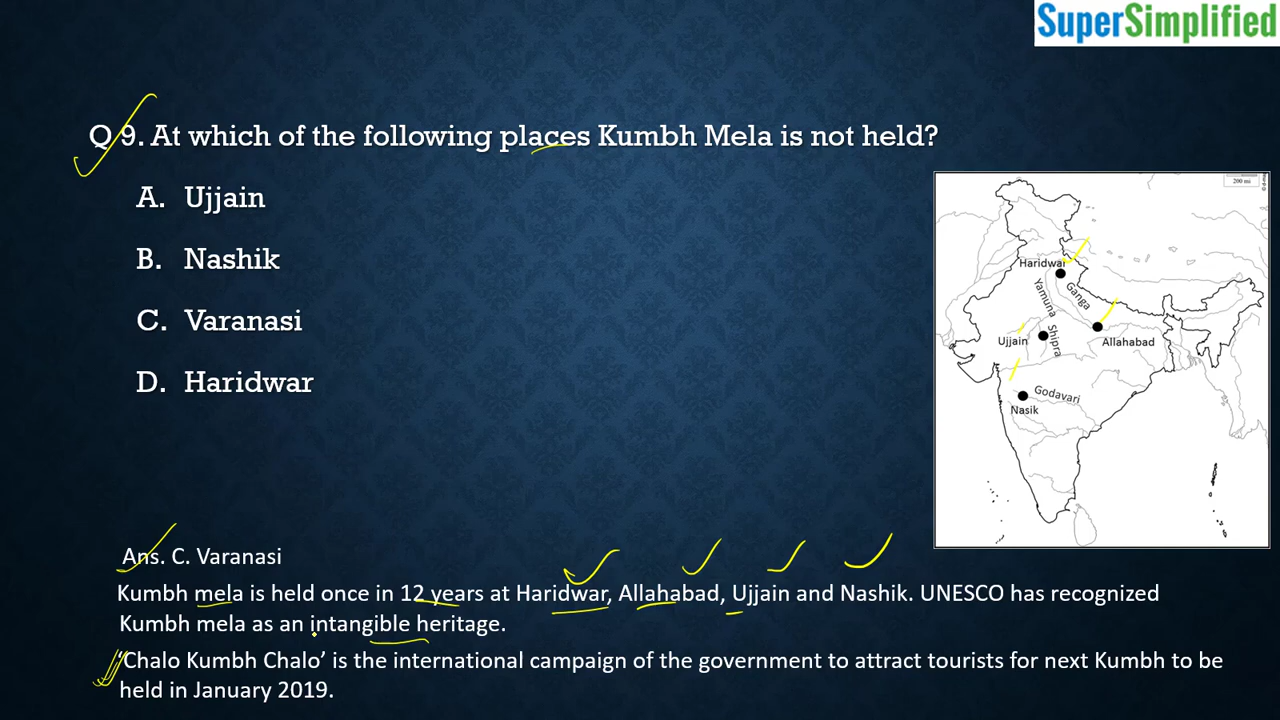 SuperSimplified
Q 9. At which of the following places Kumbh Mela is not held?
A. Ujjain
B. Nashik
C. Varanasi
D. Haridwar
200 mi
Haridwar
Yamuna
Ganga
Ujjain
Shipra
Allahabad
Godavari
Nasik
Ans. C. Varanasi
Kumbh mela is held once in 12 years at Haridwar, Allahabad, Ujjain and Nashik. UNESCO has recognized
Kumbh mela as an intangible heritage.
‘Chalo Kumbh Chalo’ is the international campaign of the government to attract tourists for next Kumbh to be
held in January 2019.